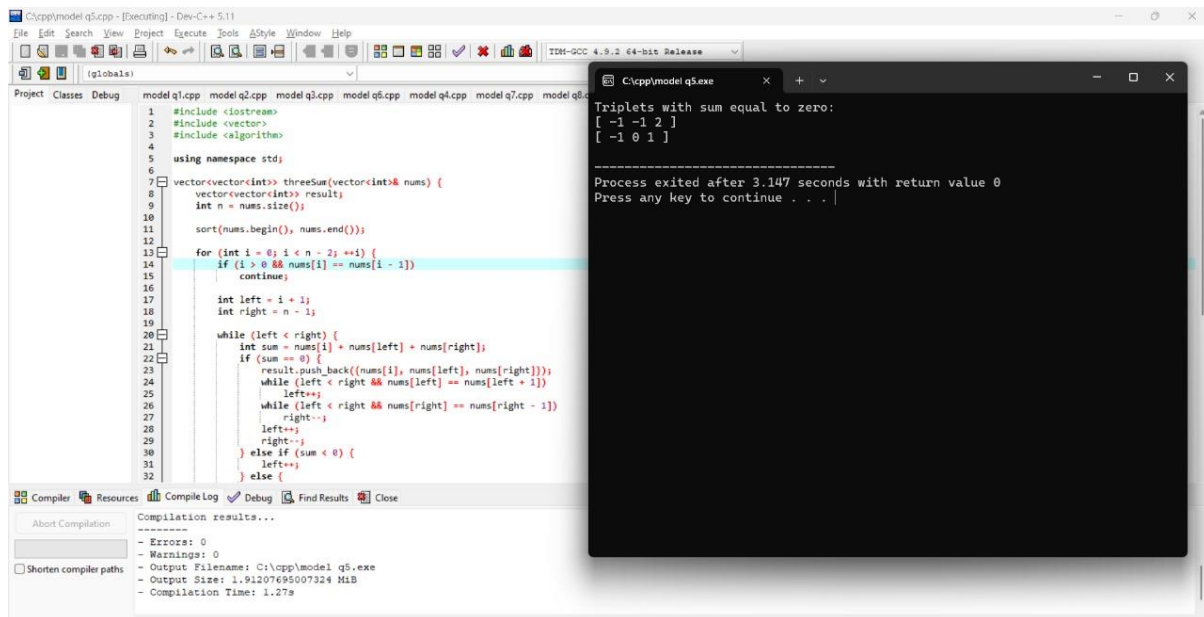 C:\cpp\model q5.cpp - [Executing] - Dev-C++ 5.11
File Edit Search View Project Execute Tools AStyle Window Help
TDM-GCC 4.9.2 64-bit Release
(globals)
Project Classes Debug
model q1.cpp model q2.cpp model q3.cpp model q6.cpp model q4.cpp model q7.cpp model q8.c
1 #include <iostream>
2 #include <vector>
3 #include <algorithm>
4
5 using namespace std;
6
7 vector<vector<int>> threeSum(vector<int>& nums) {
8 vector<vector<int>> result;
9 int n = nums.size();
10
11 sort(nums.begin(), nums.end());
12
13 for (int i = 0; i < n - 2; ++i) {
14 if (i > 0 && nums[i] == nums[i - 1])
15 continue;
16
17 int left = i + 1;
18 int right = n - 1;
19
20 while (left < right) {
21 int sum = nums[i] + nums[left] + nums[right];
22 if (sum == 0) {
23 result.push_back({nums[i], nums[left], nums[right]});
24 while (left < right && nums[left] == nums[left + 1])
25 left++;
26 while (left < right && nums[right] == nums[right - 1])
27 right--;
28 left++;
29 right--;
30 } else if (sum < 0) {
31 left++;
32 } else {
C:\cpp\model q5.exe
Triplets with sum equal to zero:
[ -1 -1 2 ]
[ -1 0 1 ]
--------------------------------
Process exited after 3.147 seconds with return value 0
Press any key to continue . . .
Compiler Resources Compile Log Debug Find Results Close
Abort Compilation
Shorten compiler paths
Compilation results...
--------
- Errors: 0
- Warnings: 0
- Output Filename: C:\cpp\model q5.exe
- Output Size: 1.91207695007324 MiB
- Compilation Time: 1.27s